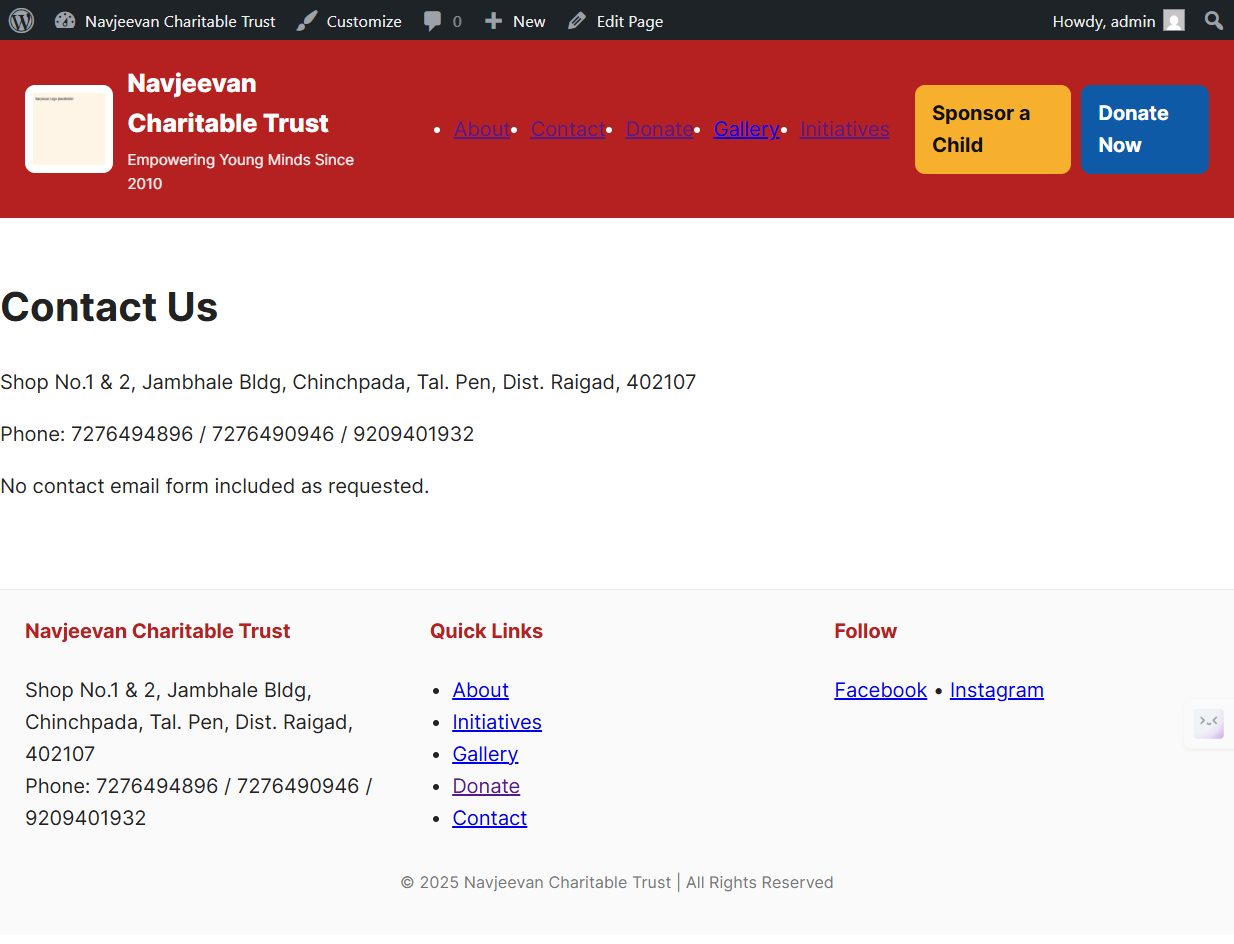 Navjeevan Charitable Trust
Customize
0
New
Edit Page
Howdy, admin
Navjeevan
Charitable Trust
Empowering Young Minds Since
2010
About
Contact
Donate
Gallery
Initiatives
Sponsor a
Child
Donate
Now
Contact Us
Shop No.1 & 2, Jambhale Bldg, Chinchpada, Tal. Pen, Dist. Raigad, 402107
Phone: 7276494896 / 7276490946 / 9209401932
No contact email form included as requested.
Navjeevan Charitable Trust
Shop No.1 & 2, Jambhale Bldg,
Chinchpada, Tal. Pen, Dist. Raigad,
402107
Phone: 7276494896 / 7276490946 /
9209401932
Quick Links
• About
• Initiatives
• Gallery
• Donate
• Contact
Follow
Facebook • Instagram
© 2025 Navjeevan Charitable Trust | All Rights Reserved